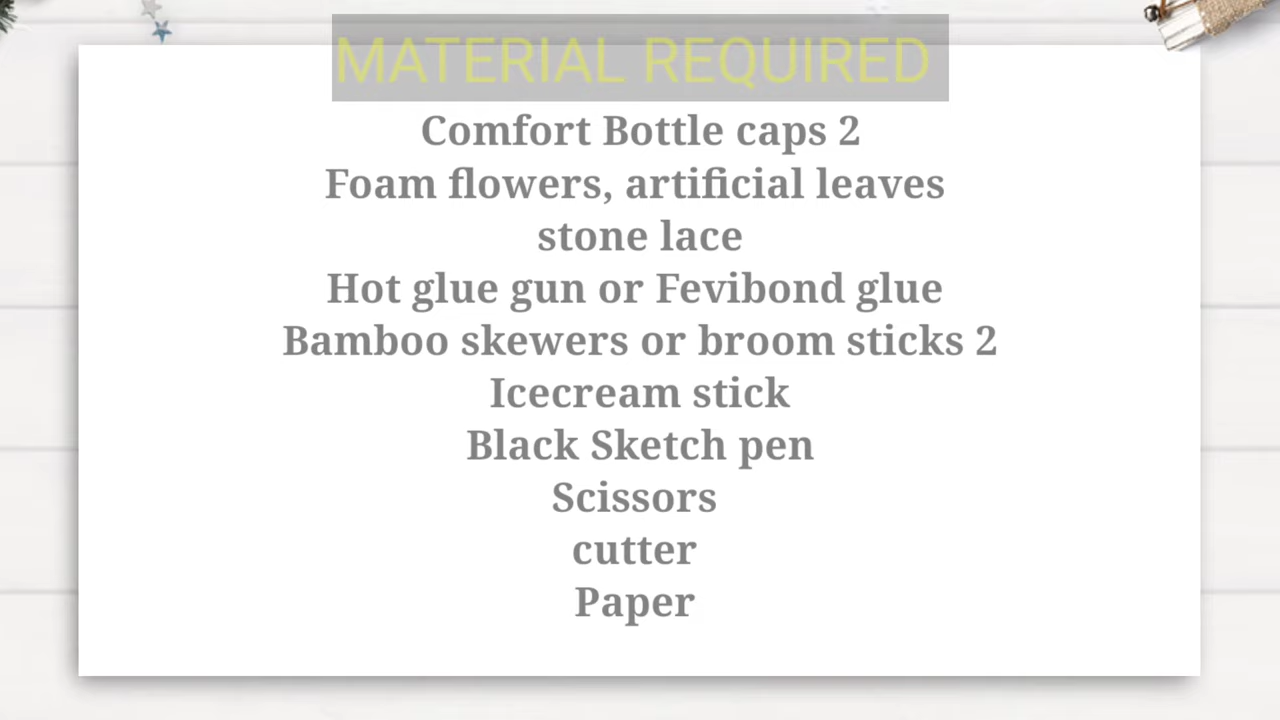 MATERIAL REQUIRED
Comfort Bottle caps 2
Foam flowers, artificial leaves
stone lace
Hot glue gun or Fevibond glue
Bamboo skewers or broom sticks 2
Icecream stick
Black Sketch pen
Scissors
cutter
Paper